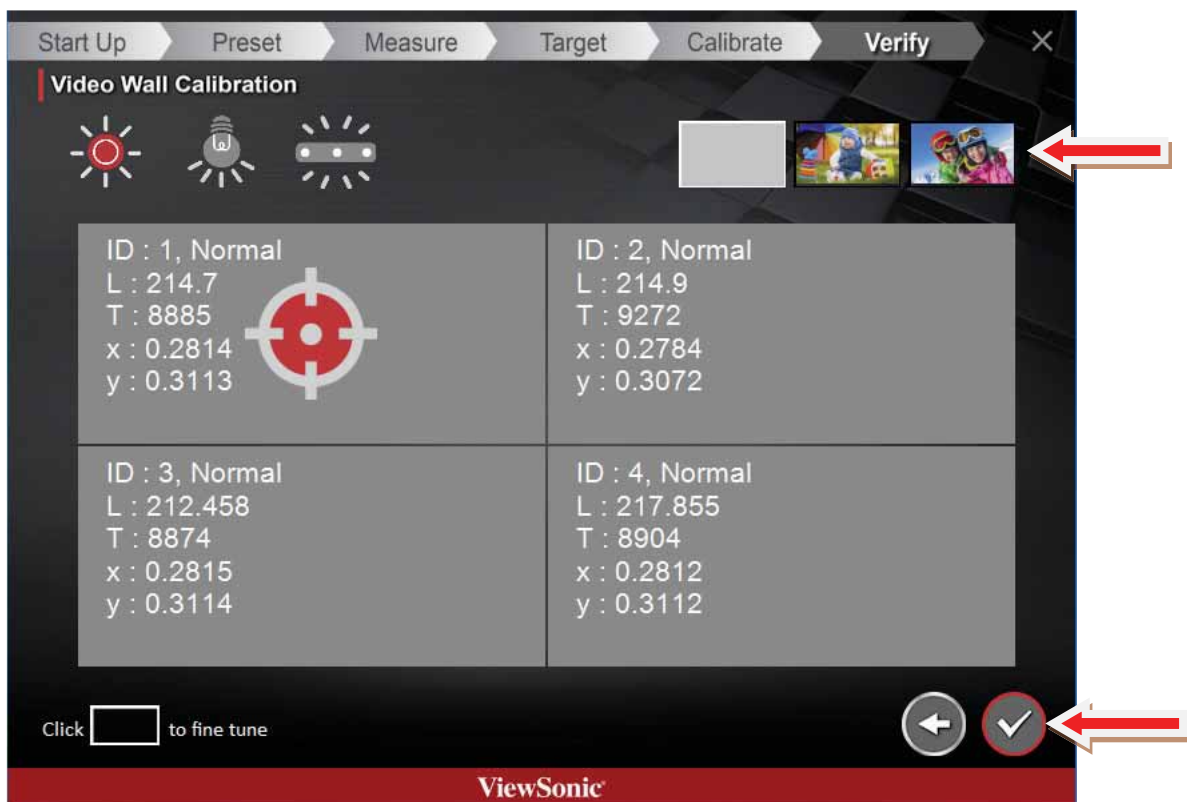 Start Up Preset Measure Target Calibrate Verify
Video Wall Calibration
ID : 1, Normal
L : 214.7
T : 8885
x : 0.2814
y : 0.3113
ID : 2, Normal
L : 214.9
T : 9272
x : 0.2784
y : 0.3072
ID : 3, Normal
L : 212.458
T : 8874
x : 0.2815
y : 0.3114
ID : 4, Normal
L : 217.855
T : 8904
x : 0.2812
y : 0.3112
Click to fine tune
ViewSonic